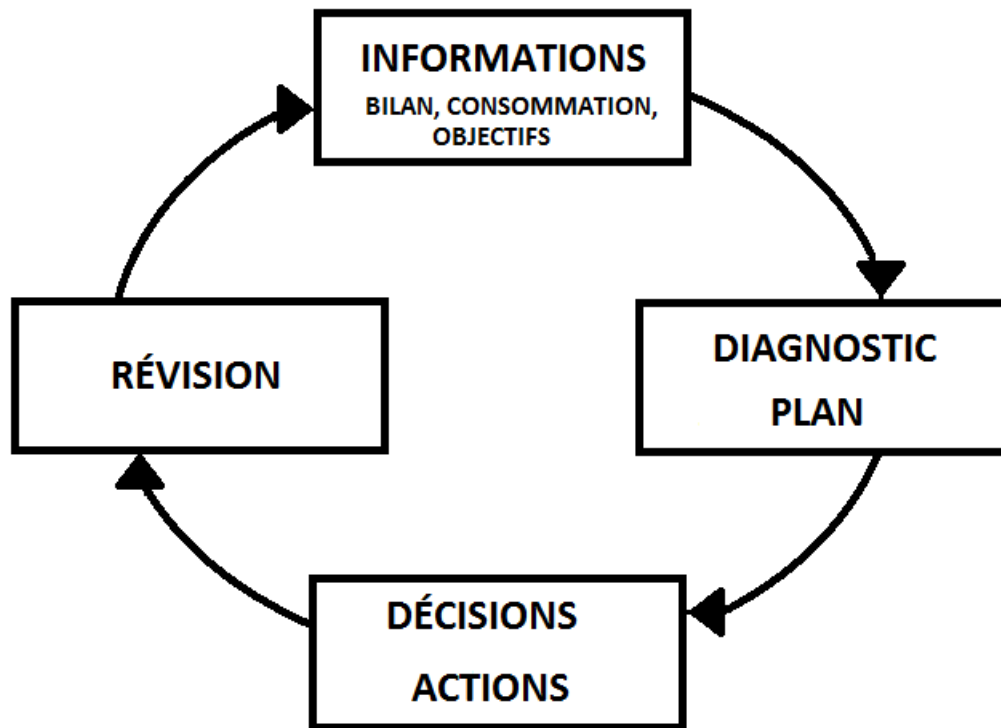 INFORMATIONS
BILAN, CONSOMMATION,
OBJECTIFS
DIAGNOSTIC
PLAN
DÉCISIONS
ACTIONS
RÉVISION